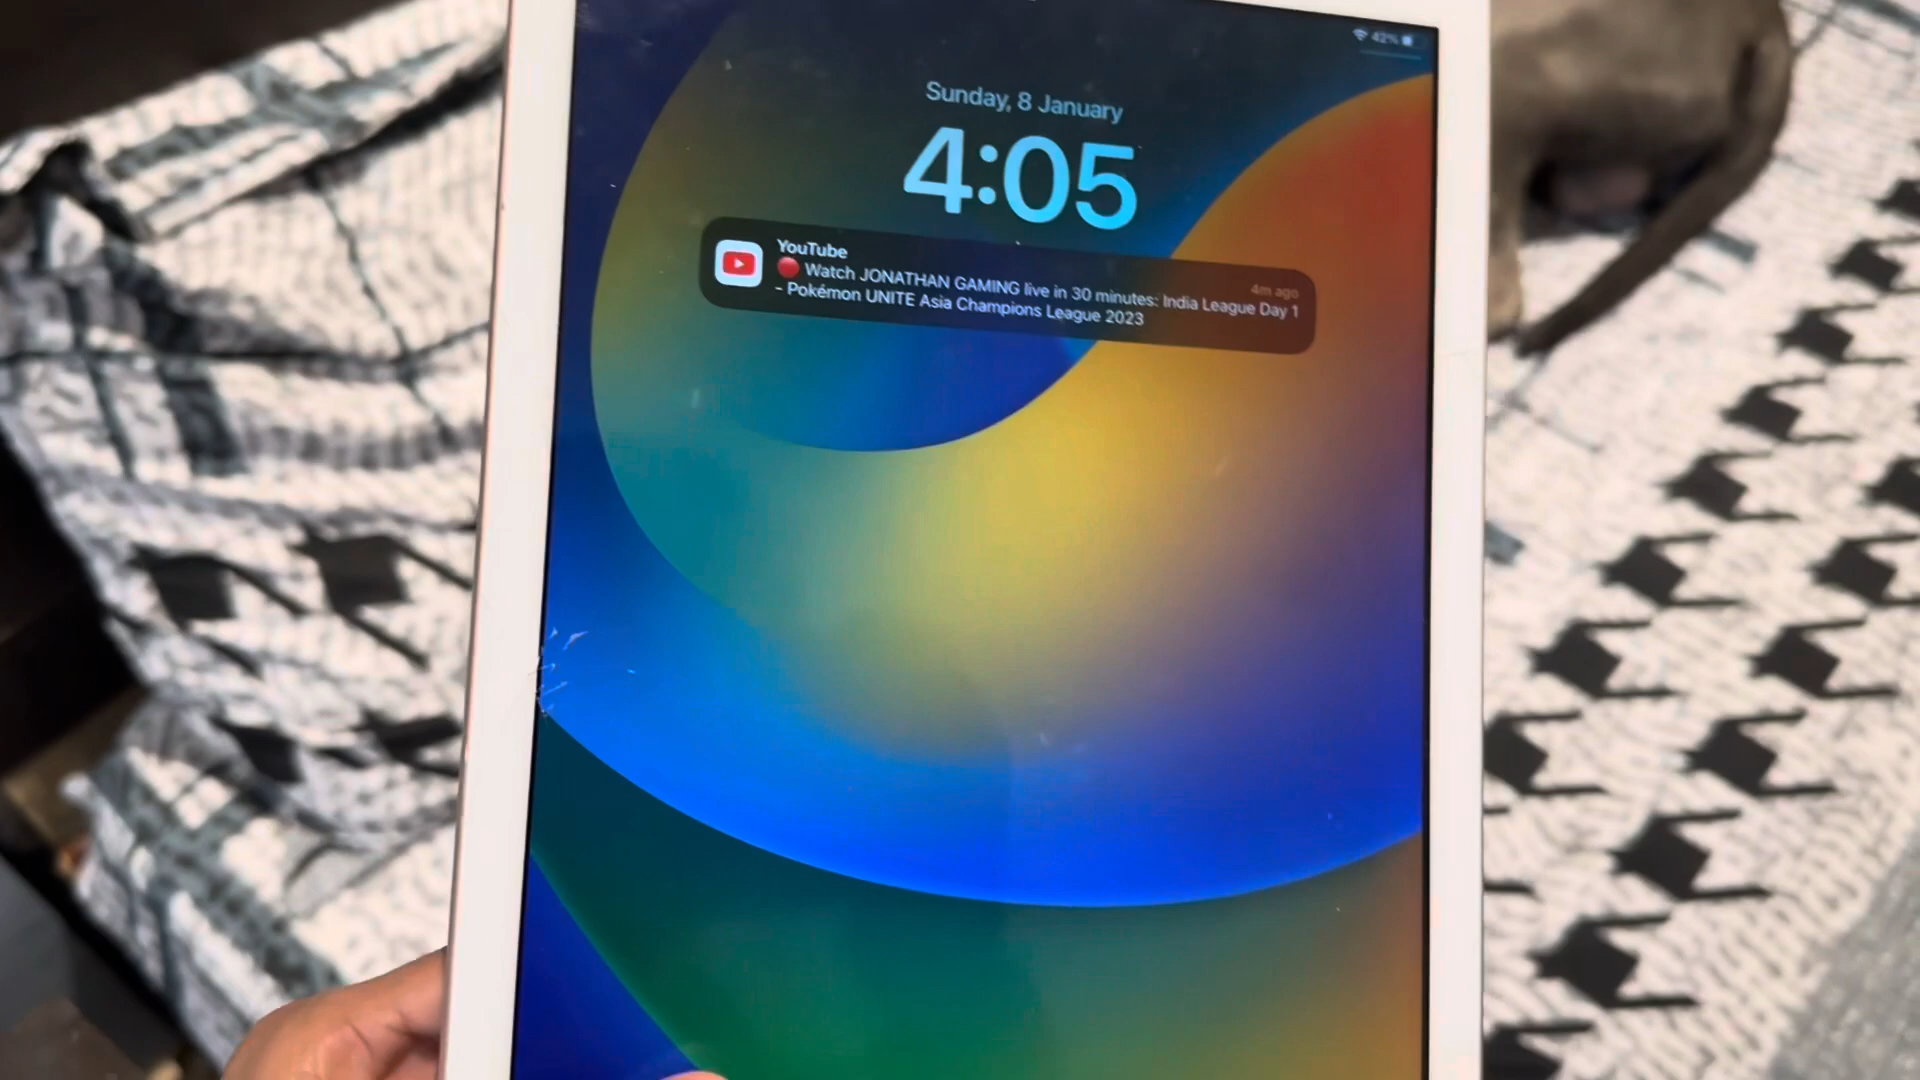 42%
Sunday, 8 January
4:05
YouTube
4m ago
🔴 Watch JONATHAN GAMING live in 30 minutes: India League Day 1
- Pokémon UNITE Asia Champions League 2023